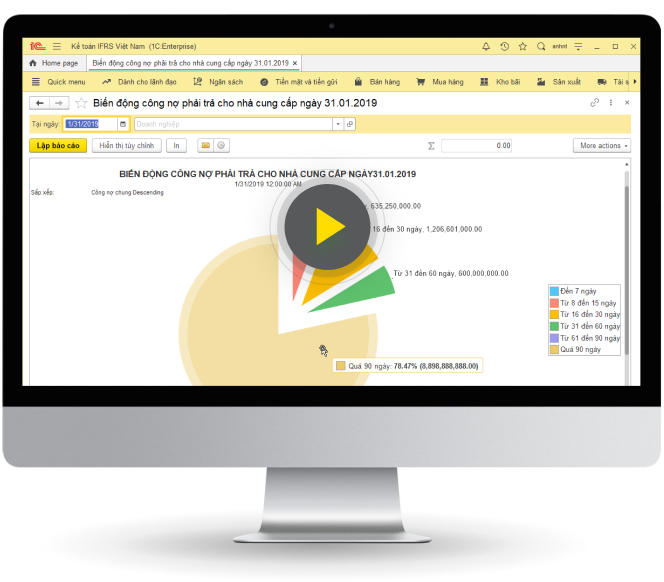 1C Kế toán IFRS Việt Nam (1C:Enterprise) anhnt
Home page Biến động công nợ phải trả cho nhà cung cấp ngày 31.01.2019 ×
Quick menu Dành cho lãnh đạo Ngân sách Tiền mặt và tiền gửi Bán hàng Mua hàng Kho bãi Sản xuất Tài s
Biến động công nợ phải trả cho nhà cung cấp ngày 31.01.2019
Tại ngày: 1/31/2019 Doanh nghiệp
Lập báo cáo Hiển thị tùy chỉnh In Σ 0.00 More actions
BIẾN ĐỘNG CÔNG NỢ PHẢI TRẢ CHO NHÀ CUNG CẤP NGÀY31.01.2019
1/31/2019 12:00:00 AM
Sắp xếp: Công nợ chung Descending
635,250,000.00
16 đến 30 ngày, 1,206,601,000.00
Từ 31 đến 60 ngày, 600,000,000.00
Đến 7 ngày
Từ 8 đến 15 ngày
Từ 16 đến 30 ngày
Từ 31 đến 60 ngày
Từ 61 đến 90 ngày
Quá 90 ngày
Quá 90 ngày: 78.47% (8,898,888,888.00)